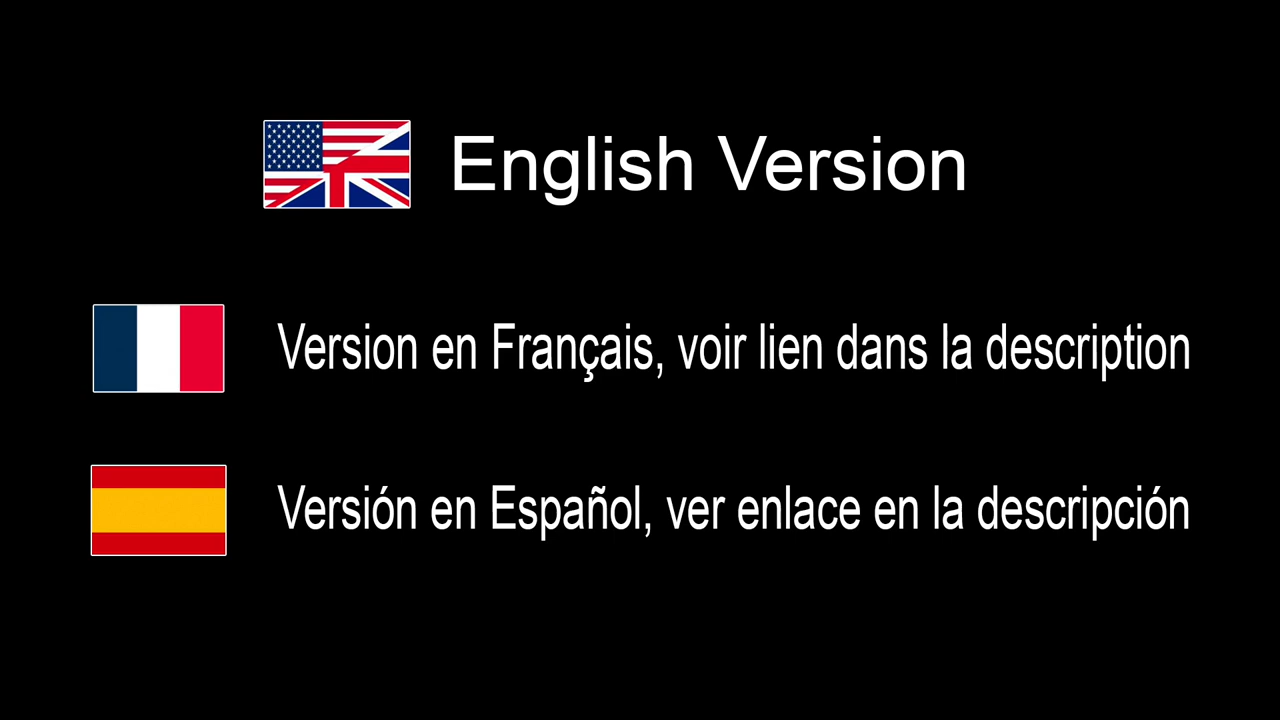 English Version
Version en Français, voir lien dans la description
Versión en Español, ver enlace en la descripción